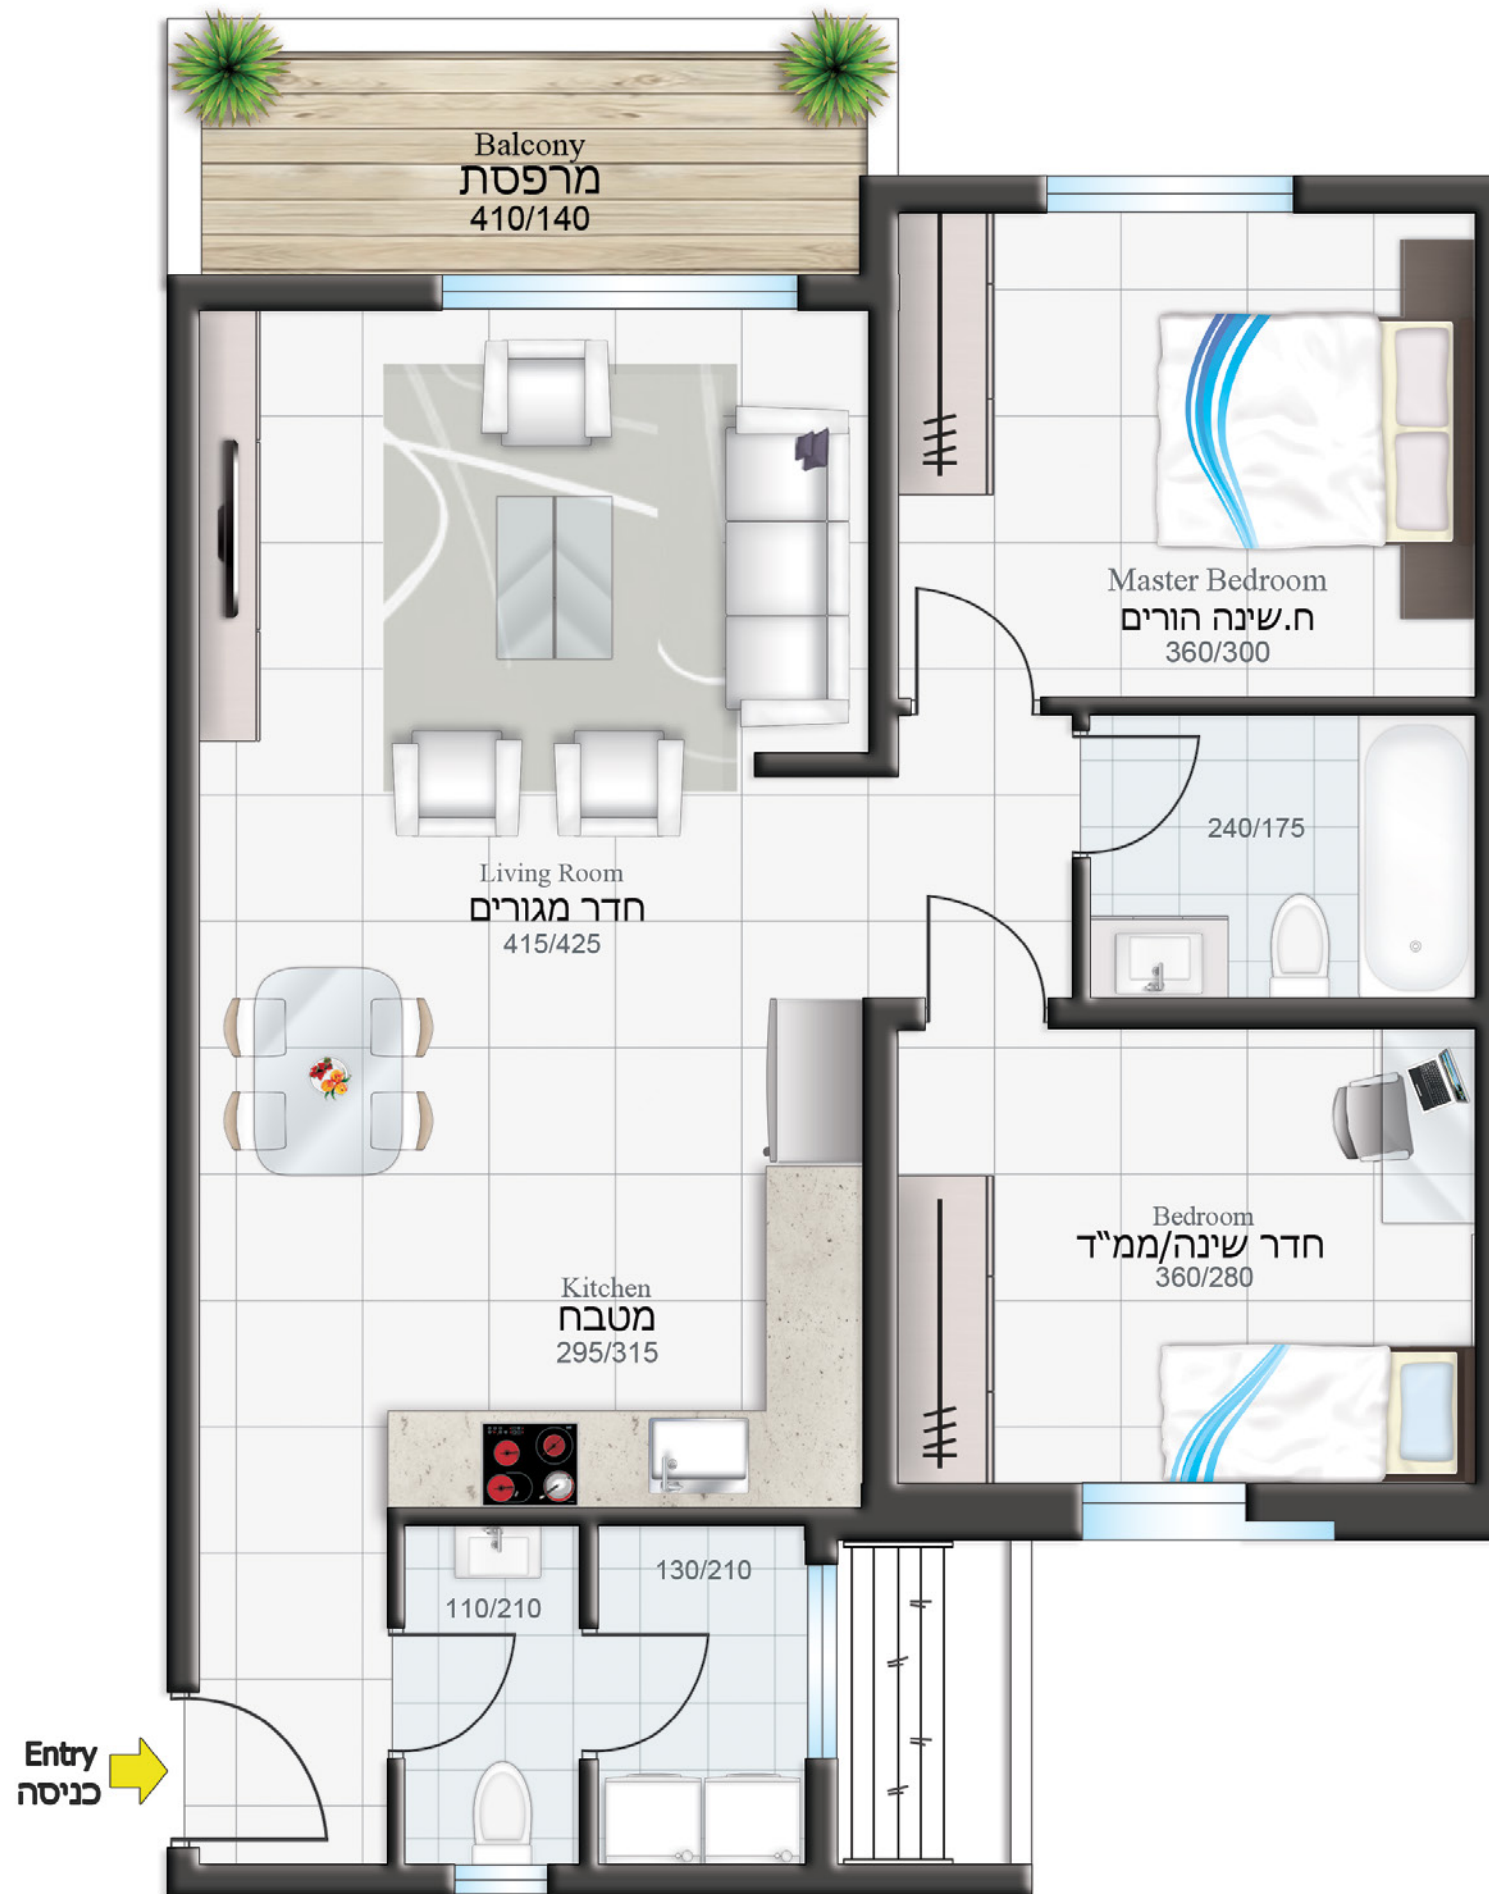 Balcony
מרפסת
410/140
Master Bedroom
ח.שינה הורים
360/300
240/175
Living Room
חדר מגורים
415/425
Bedroom
חדר שינה/ממ"ד
360/280
Kitchen
מטבח
295/315
130/210
110/210
Entry
כניסה